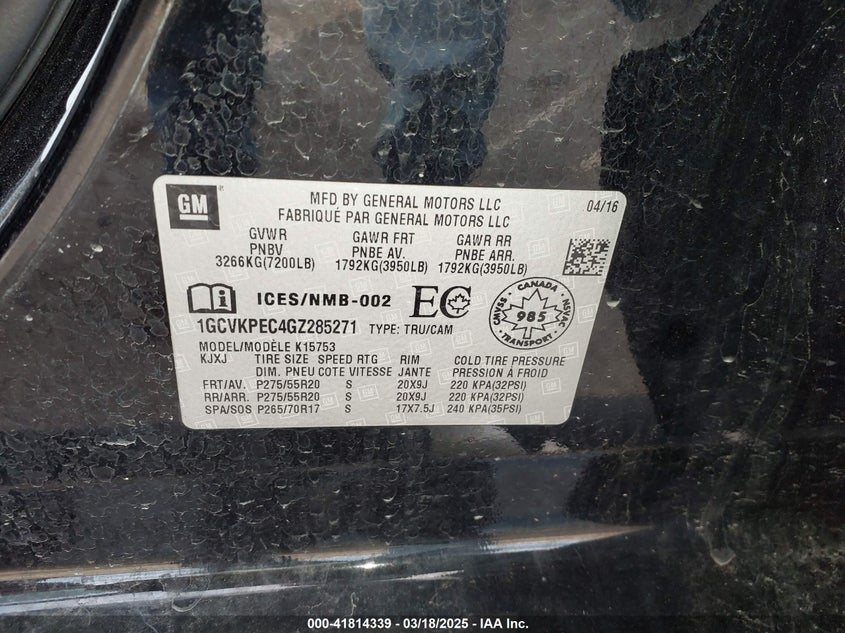 GM
MFD BY GENERAL MOTORS LLC
FABRIQUÉ PAR GENERAL MOTORS LLC
04/16
GVWR GAWR FRT GAWR RR
PNBV PNBE AV. PNBE ARR.
3266KG(7200LB) 1792KG(3950LB) 1792KG(3950LB)
ICES/NMB-002 EC
CANADA
CMVSS 985 NSVAC
TRANSPORT
1GCVKPEC4GZ285271 TYPE: TRU/CAM
MODEL/MODÈLE K15753
KJXJ TIRE SIZE SPEED RTG RIM COLD TIRE PRESSURE
DIM. PNEU COTE VITESSE JANTE PRESSION À FROID
FRT/AV. P275/55R20 S 20X9J 220 KPA(32PSI)
RR/ARR. P275/55R20 S 20X9J 220 KPA(32PSI)
SPA/SOS P265/70R17 S 17X7.5J 240 KPA(35PSI)
000-41814339 - 03/18/2025 - IAA Inc.